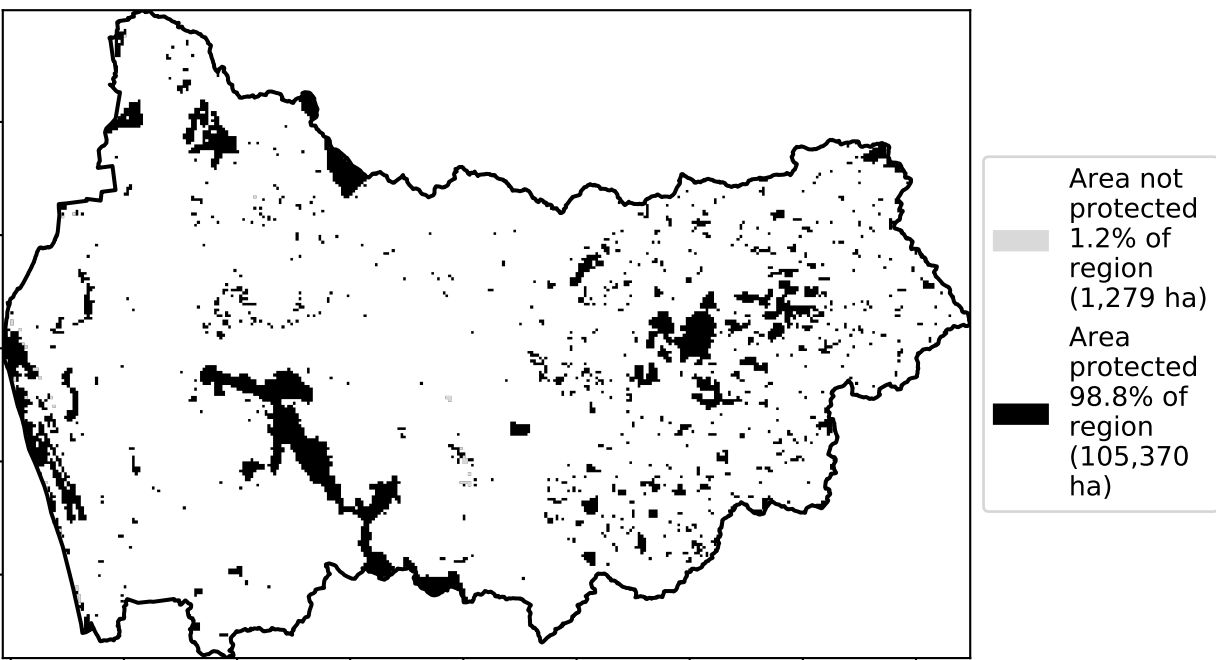 Area not
protected
1.2% of
region
(1,279 ha)
Area
protected
98.8% of
region
(105,370
ha)